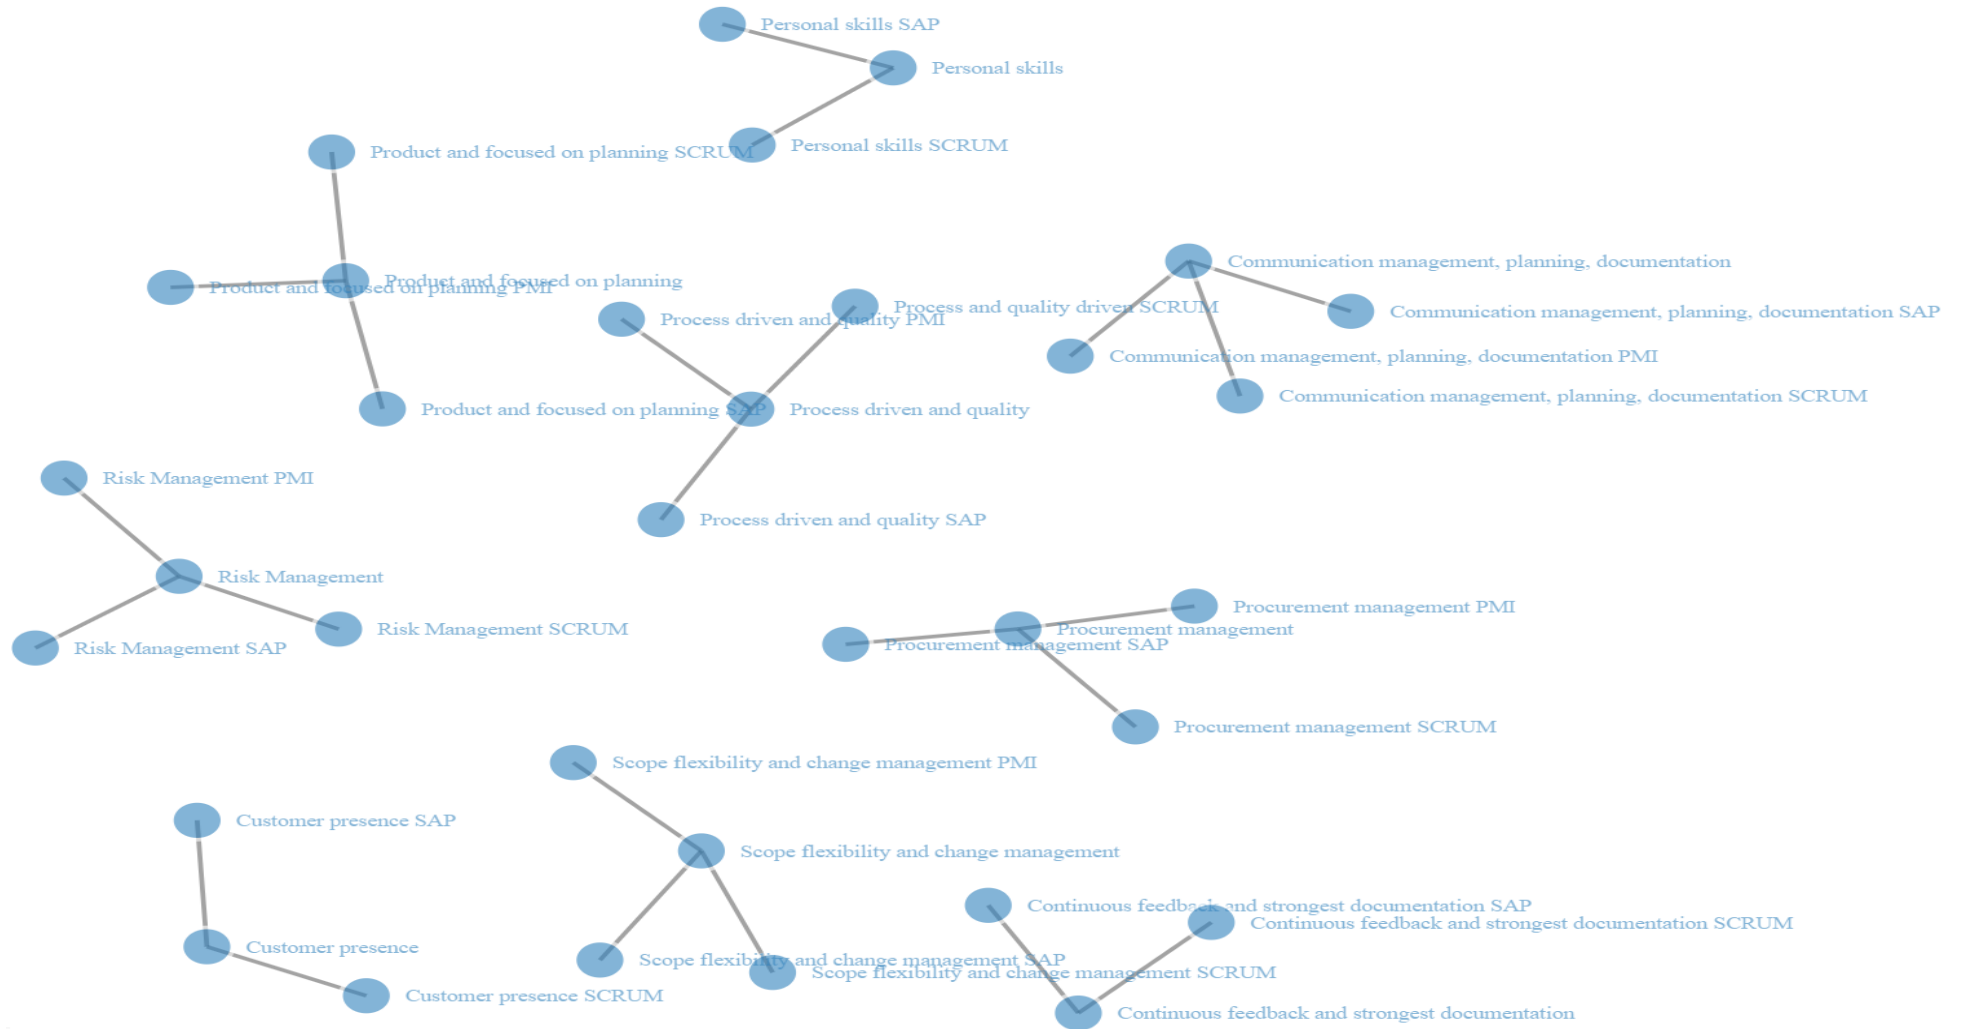 Personal skills SAP
Personal skills
Personal skills SCRUM
Product and focused on planning SCRUM
Product and focused on planning
Product and focused on planning PMI
Product and focused on planning SAP
Process and quality driven SCRUM
Process driven and quality PMI
Process driven and quality
Process driven and quality SAP
Communication management, planning, documentation
Communication management, planning, documentation SAP
Communication management, planning, documentation PMI
Communication management, planning, documentation SCRUM
Risk Management PMI
Risk Management
Risk Management SCRUM
Risk Management SAP
Procurement management PMI
Procurement management
Procurement management SAP
Procurement management SCRUM
Scope flexibility and change management PMI
Scope flexibility and change management
Scope flexibility and change management SAP
Scope flexibility and change management SCRUM
Customer presence SAP
Customer presence
Customer presence SCRUM
Continuous feedback and strongest documentation SAP
Continuous feedback and strongest documentation SCRUM
Continuous feedback and strongest documentation